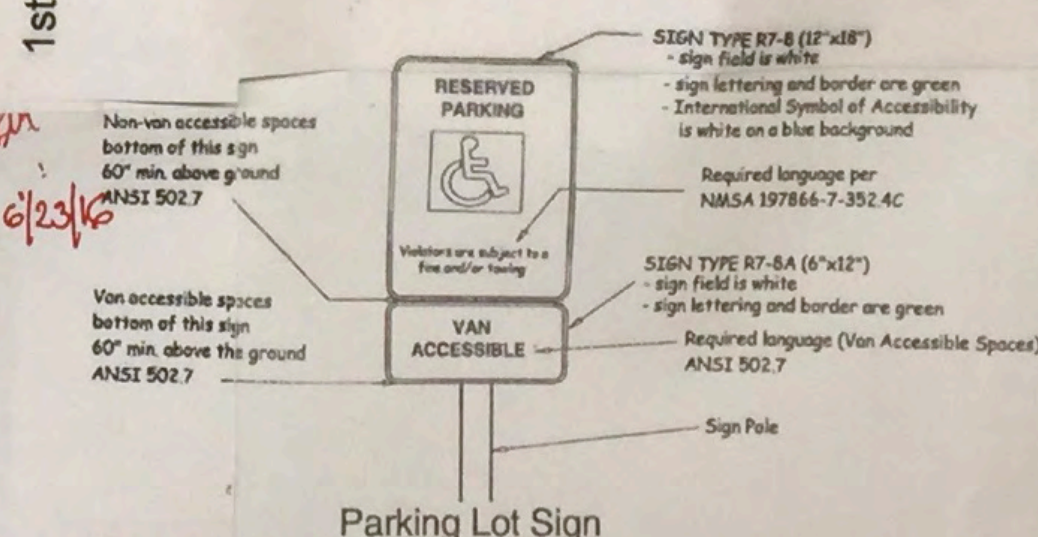 1st
6/23/16
Non-van accessible spaces
bottom of this sign
60" min. above ground
ANSI 502.7
Van accessible spaces
bottom of this sign
60" min. above the ground
ANSI 502.7
RESERVED
PARKING
Violators are subject to a
fine and/or towing
VAN
ACCESSIBLE
SIGN TYPE R7-8 (12"x18")
- sign field is white
- sign lettering and border are green
- International Symbol of Accessibility
is white on a blue background
Required language per
NMSA 197866-7-352.4C
SIGN TYPE R7-8A (6"x12")
- sign field is white
- sign lettering and border are green
Required language (Van Accessible Spaces)
ANSI 502.7
Sign Pole
Parking Lot Sign